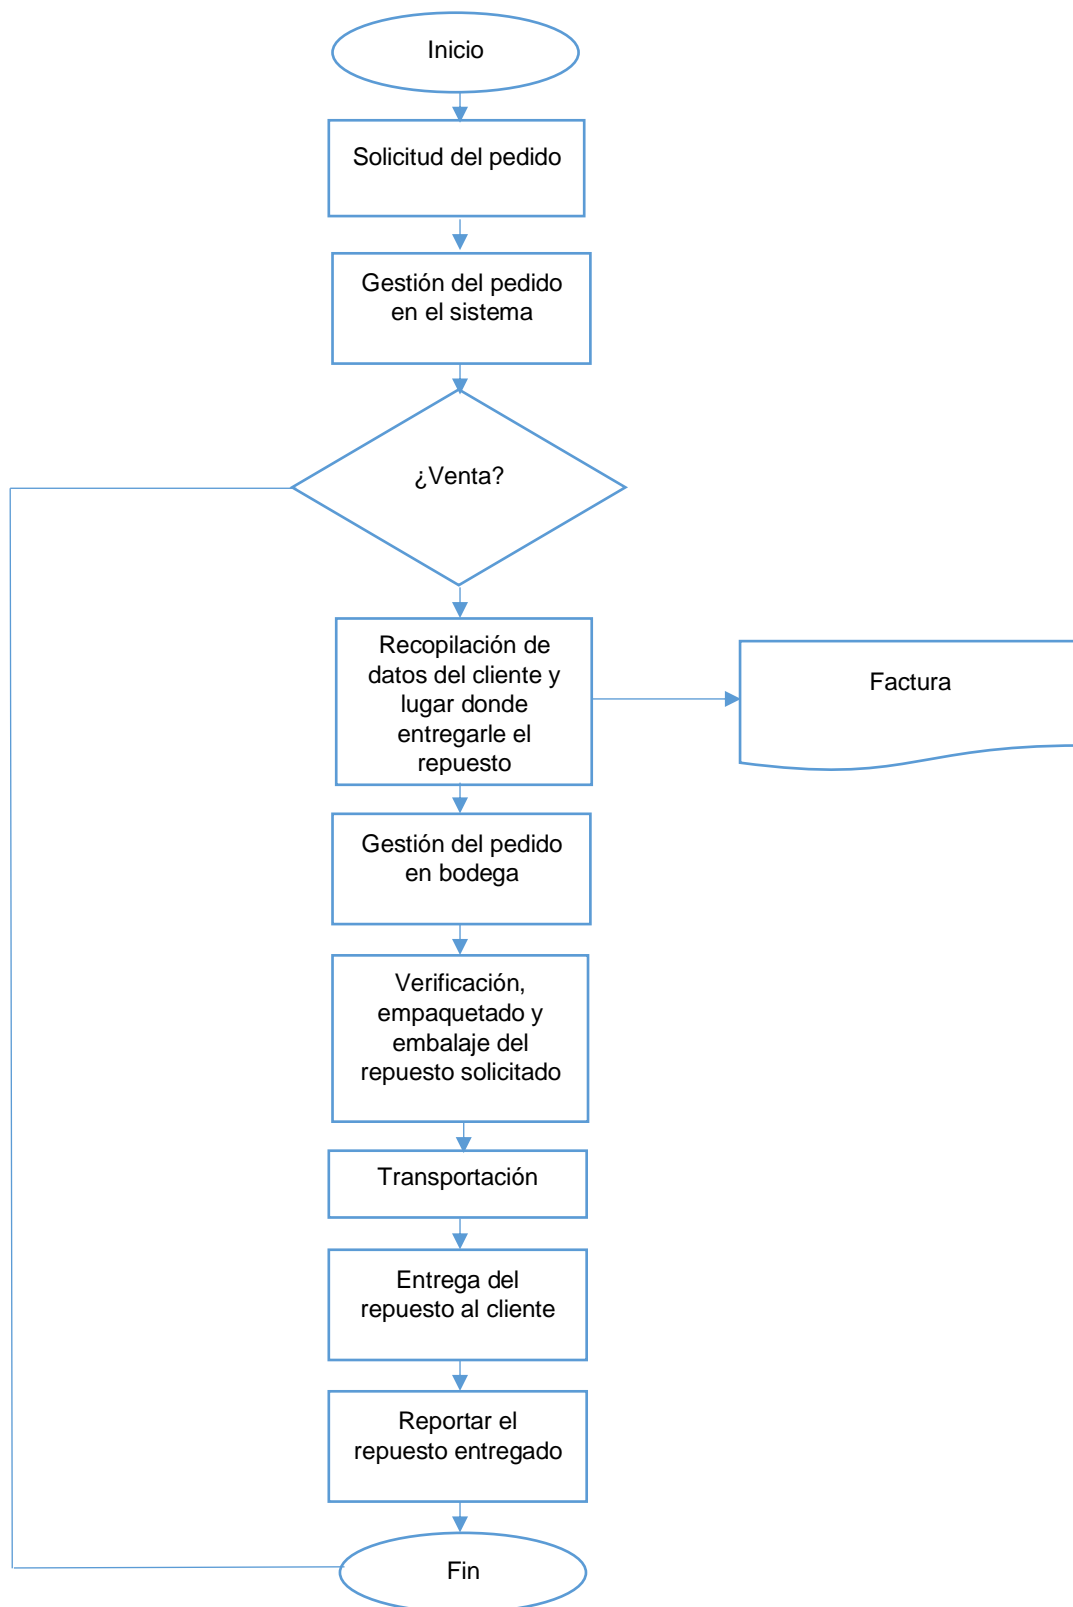 Inicio
Solicitud del pedido
Gestión del pedido
en el sistema
¿Venta?
Recopilación de
datos del cliente y
lugar donde
entregarle el
repuesto
Factura
Gestión del pedido
en bodega
Verificación,
empaquetado y
embalaje del
repuesto solicitado
Transportación
Entrega del
repuesto al cliente
Reportar el
repuesto entregado
Fin